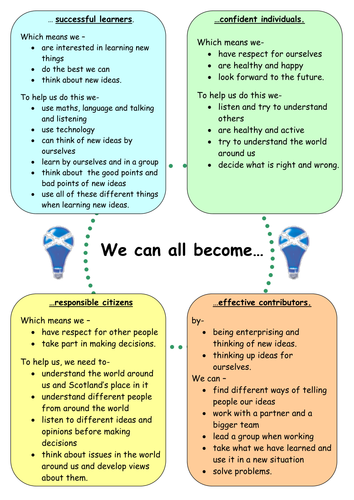 … successful learners.
Which means we –
• are interested in learning new
things
• do the best we can
• think about new ideas.
To help us do this we-
• use maths, language and talking
and listening
• use technology
• can think of new ideas by
ourselves
• learn by ourselves and in a group
• think about the good points and
bad points of new ideas
• use all of these different things
when learning new ideas.
…confident individuals.
Which means we-
• have respect for ourselves
• are healthy and happy
• look forward to the future.
To help us do this we-
• listen and try to understand
others
• are healthy and active
• try to understand the world
around us
• decide what is right and wrong.
We can all become…
…responsible citizens
Which means we –
• have respect for other people
• take part in making decisions.
To help us, we need to-
• understand the world around
us and Scotland's place in it
• understand different people
from around the world
• listen to different ideas and
opinions before making
decisions
• think about issues in the world
around us and develop views
about them.
…effective contributors.
by-
• being enterprising and
thinking of new ideas.
• thinking up ideas for
ourselves.
We can –
• find different ways of telling
people our ideas
• work with a partner and a
bigger team
• lead a group when working
• take what we have learned and
use it in a new situation
• solve problems.